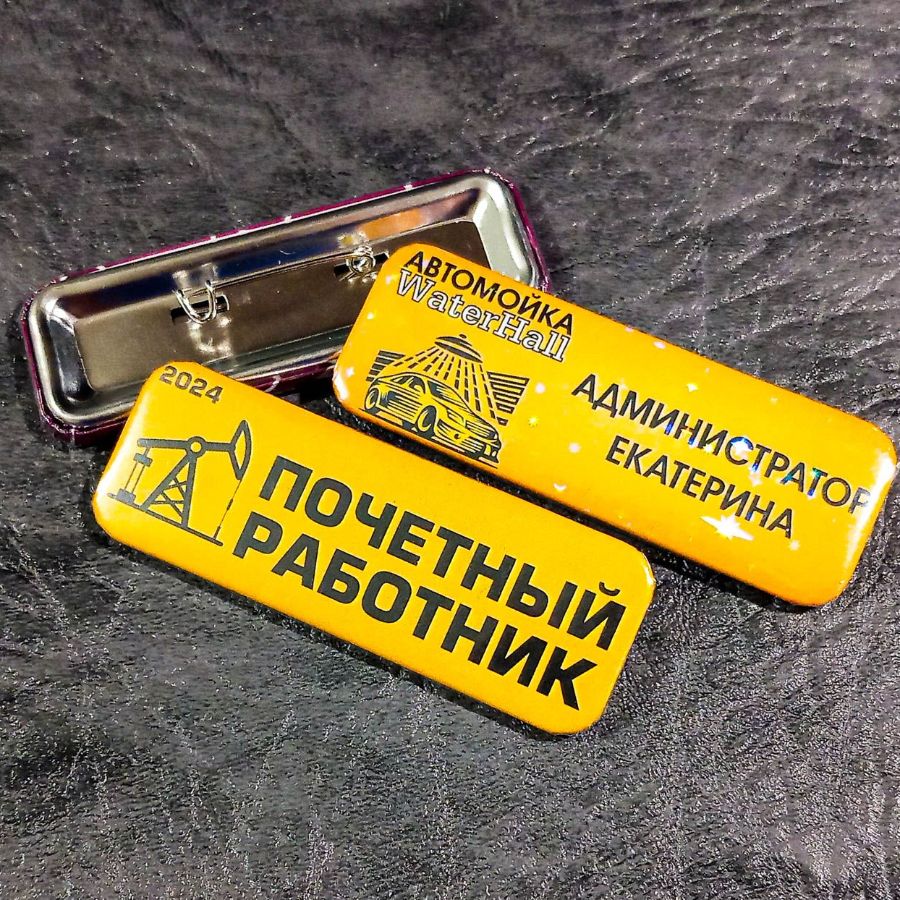 АВТОМОЙКА
WaterHall
АДМИНИСТРАТОР
ЕКАТЕРИНА
2024
ПОЧЕТНЫЙ
РАБОТНИК